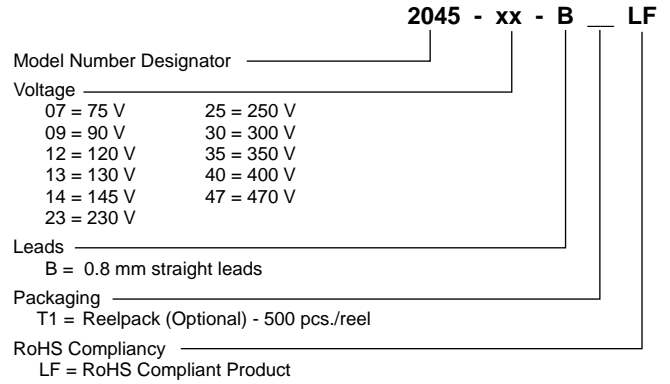 2045 - xx - B __ LF
Model Number Designator
Voltage
07 = 75 V 25 = 250 V
09 = 90 V 30 = 300 V
12 = 120 V 35 = 350 V
13 = 130 V 40 = 400 V
14 = 145 V 47 = 470 V
23 = 230 V
Leads
B = 0.8 mm straight leads
Packaging
T1 = Reelpack (Optional) - 500 pcs./reel
RoHS Compliancy
LF = RoHS Compliant Product